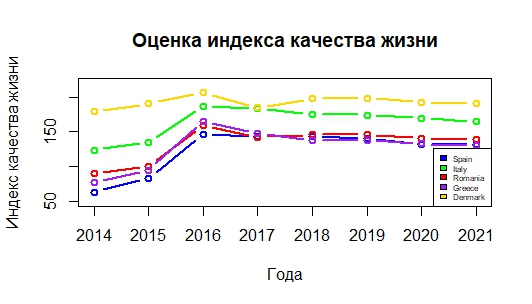 Оценка индекса качества жизни
Индекс качества жизни
150
50
Spain
Italy
Romania
Greece
Denmark
2014 2015 2016 2017 2018 2019 2020 2021
Года